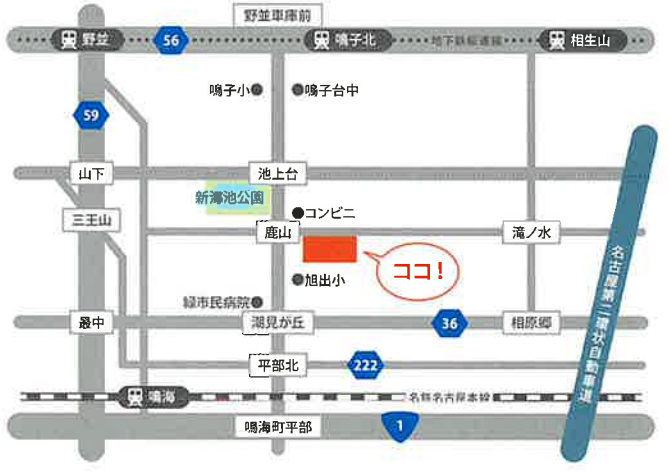 野並車庫前
野並
56
鳴子北
地下鉄桜通線
相生山
鳴子小
鳴子台中
59
山下
池上台
新海池公園
三王山
コンビニ
鹿山
滝ノ水
ココ！
旭出小
名古屋第二環状自動車道
緑市民病院
最中
潮見が丘
36
相原郷
平部北
222
鳴海
名鉄名古屋本線
鳴海町平部
1